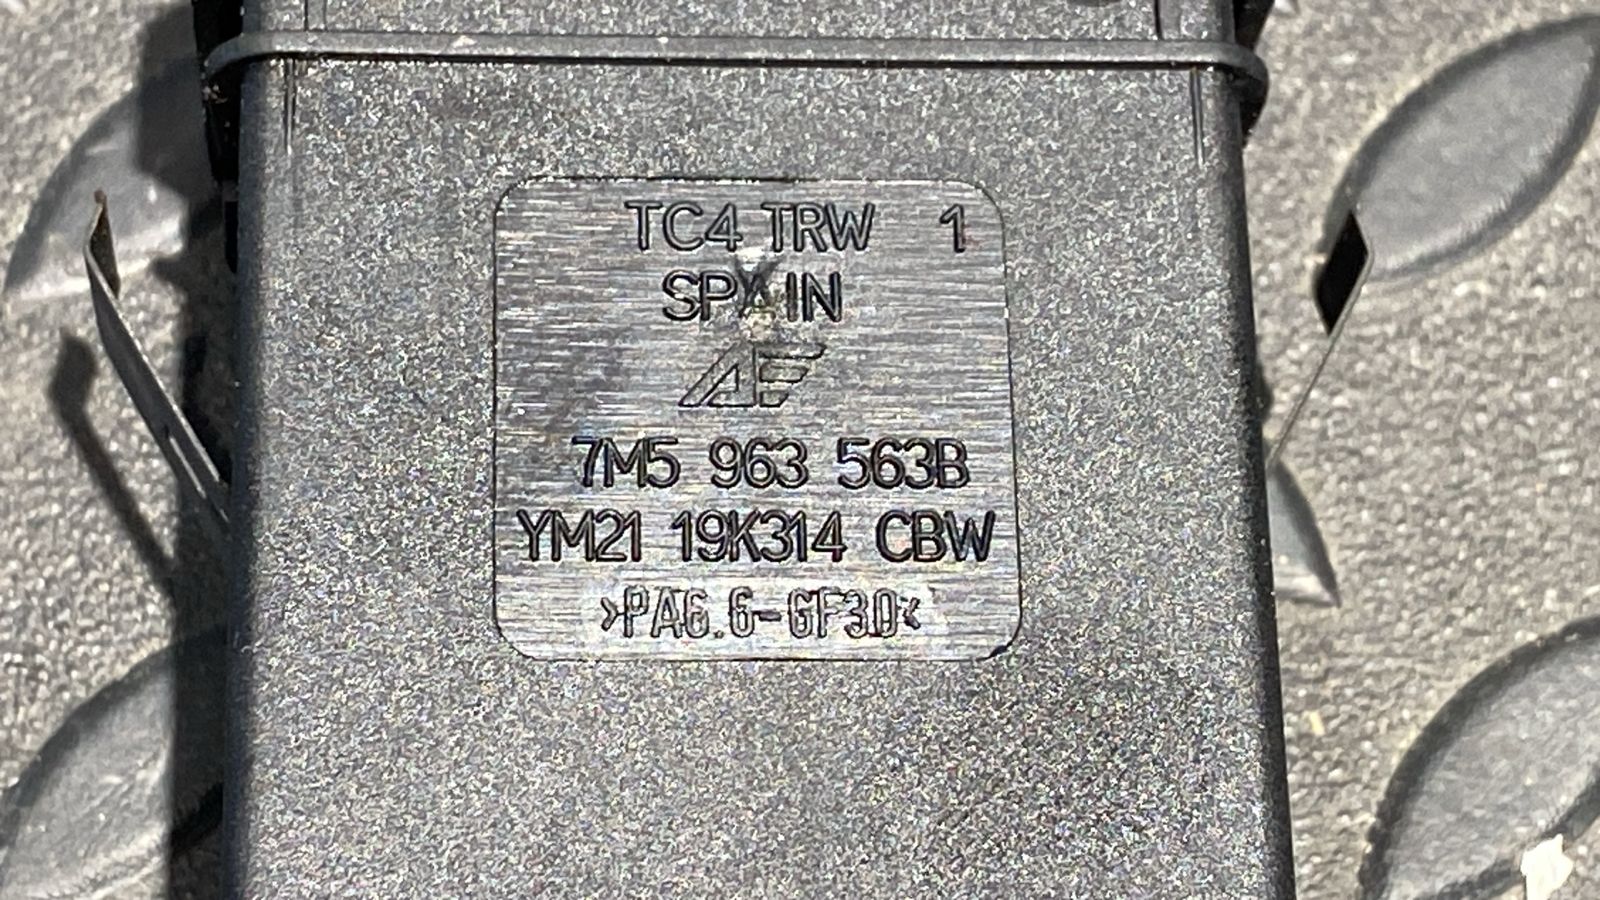 TC4 TRW 1
SPAIN
AF
7M5 963 563B
YM21 19K314 CBW
>PA6.6-GF30<